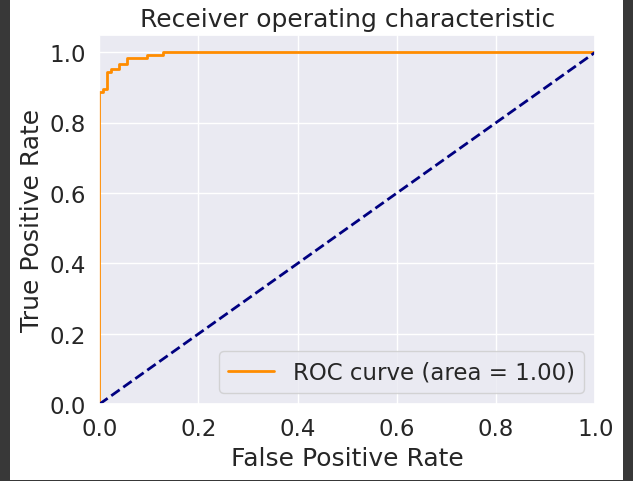 Receiver operating characteristic
1.0
0.8
0.6
0.4
0.2
0.0
True Positive Rate
ROC curve (area = 1.00)
0.0 0.2 0.4 0.6 0.8 1.0
False Positive Rate